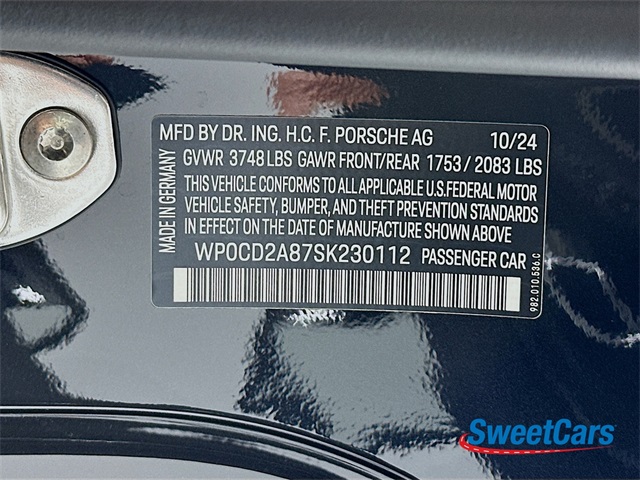 MFD BY DR. ING. H.C. F. PORSCHE AG 10/24
GVWR 3748LBS GAWR FRONT/REAR 1753/2083 LBS
THIS VEHICLE CONFORMS TO ALL APPLICABLE U.S.FEDERAL MOTOR
VEHICLE SAFETY, BUMPER, AND THEFT PREVENTION STANDARDS
IN EFFECT ON THE DATE OF MANUFACTURE SHOWN ABOVE.
WP0CD2A87SK230112 PASSENGER CAR
MADE IN GERMANY
982.010.536.C
SweetCars